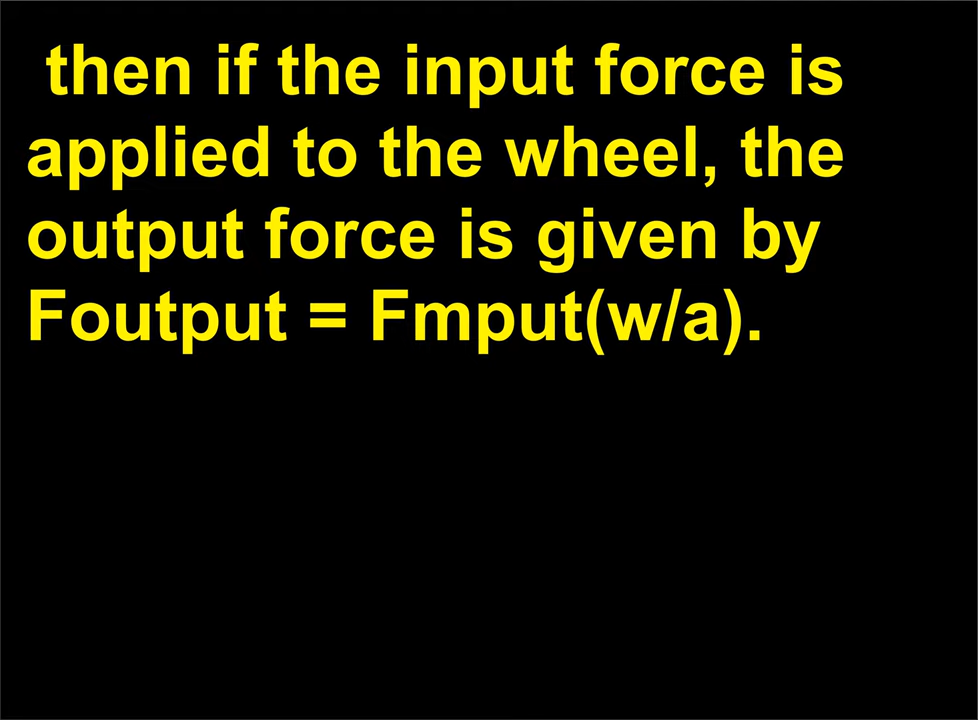 then if the input force is
applied to the wheel, the
output force is given by
Foutput = Fmput(w/a).